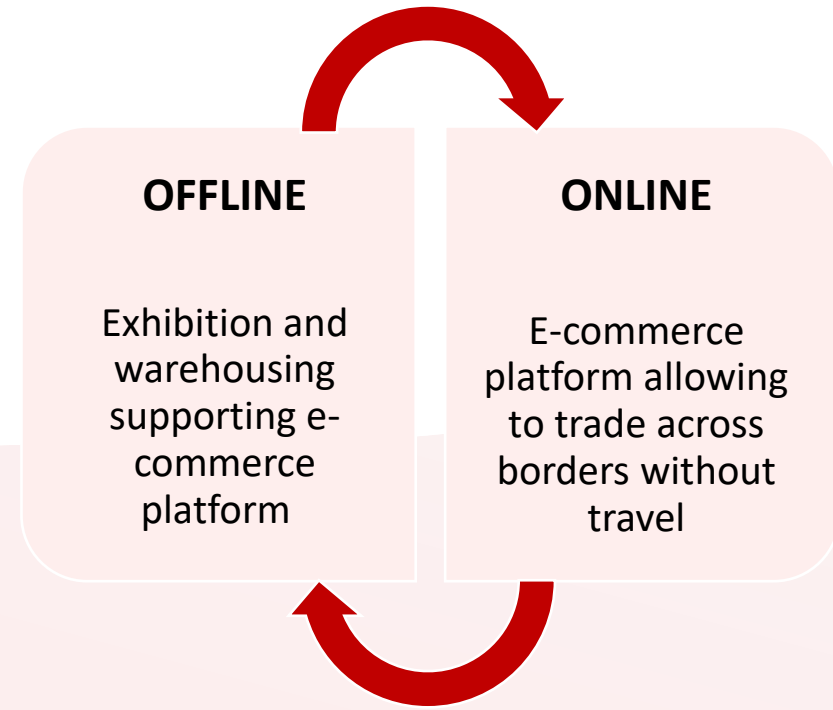 OFFLINE
Exhibition and
warehousing
supporting e-
commerce
platform
ONLINE
E-commerce
platform allowing
to trade across
borders without
travel